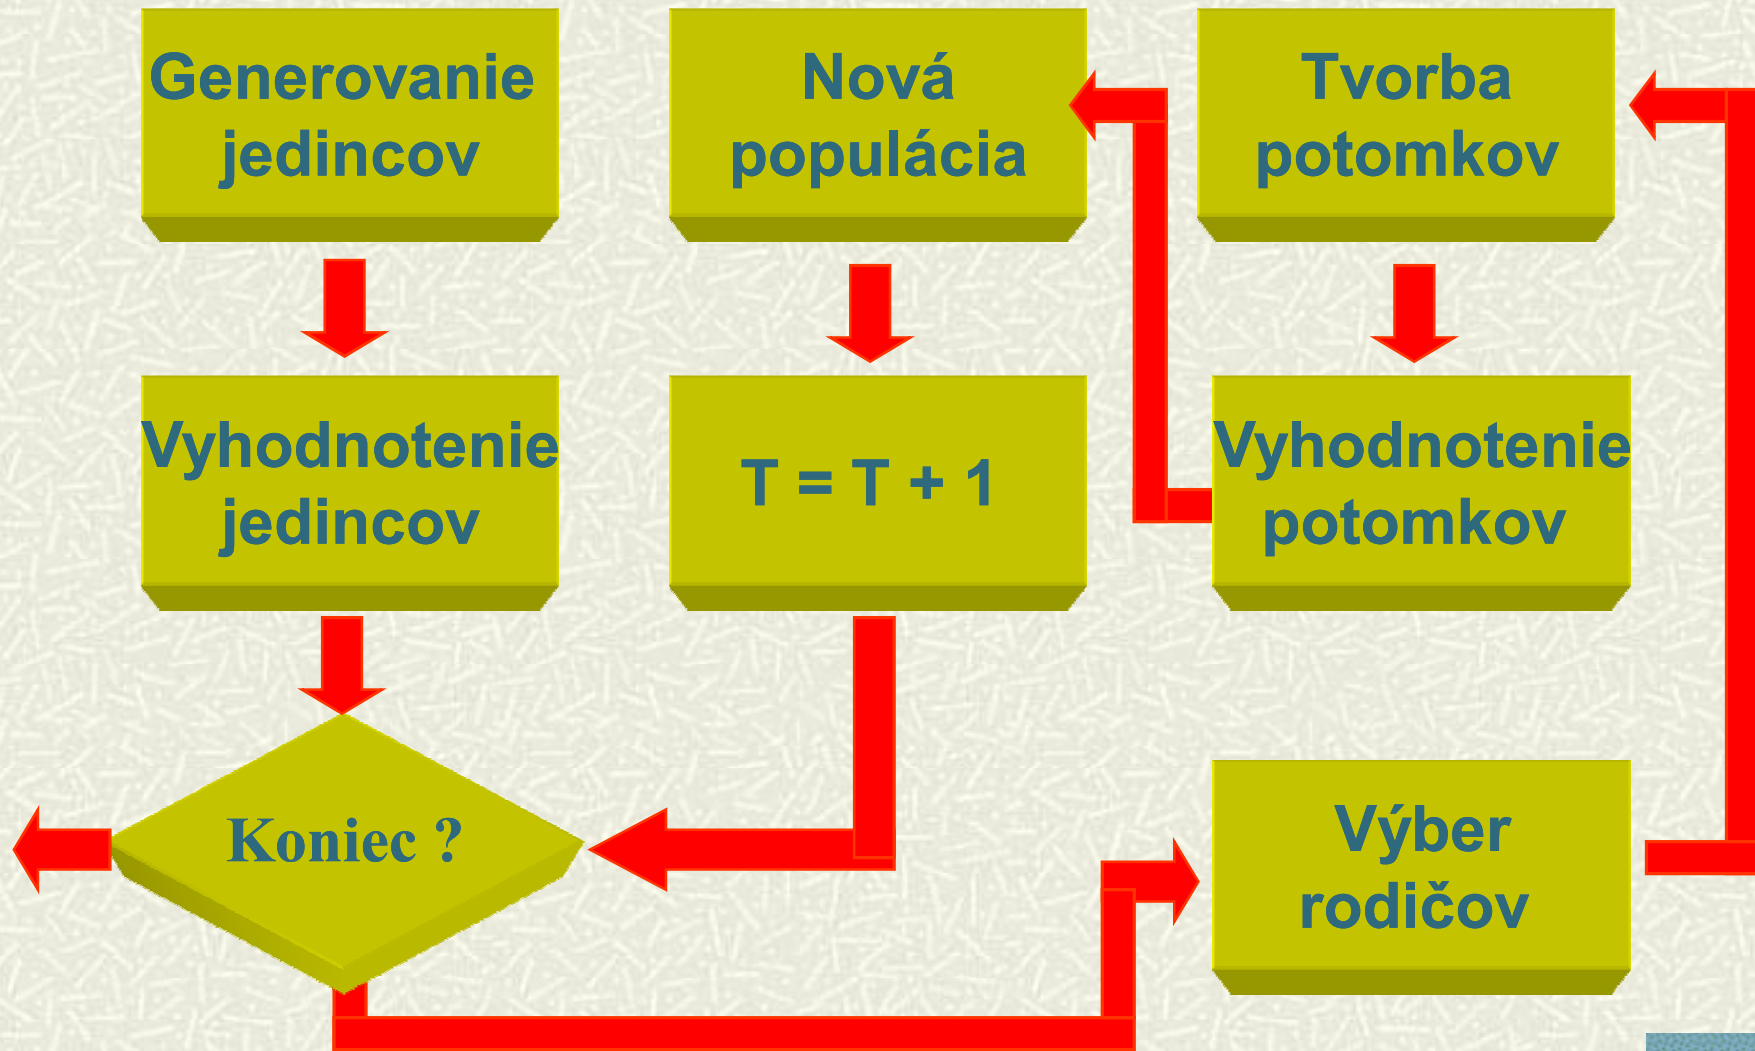 Generovanie
jedincov
Nová
populácia
Tvorba
potomkov
Vyhodnotenie
jedincov
T = T + 1
Vyhodnotenie
potomkov
Koniec ?
Výber
rodičov